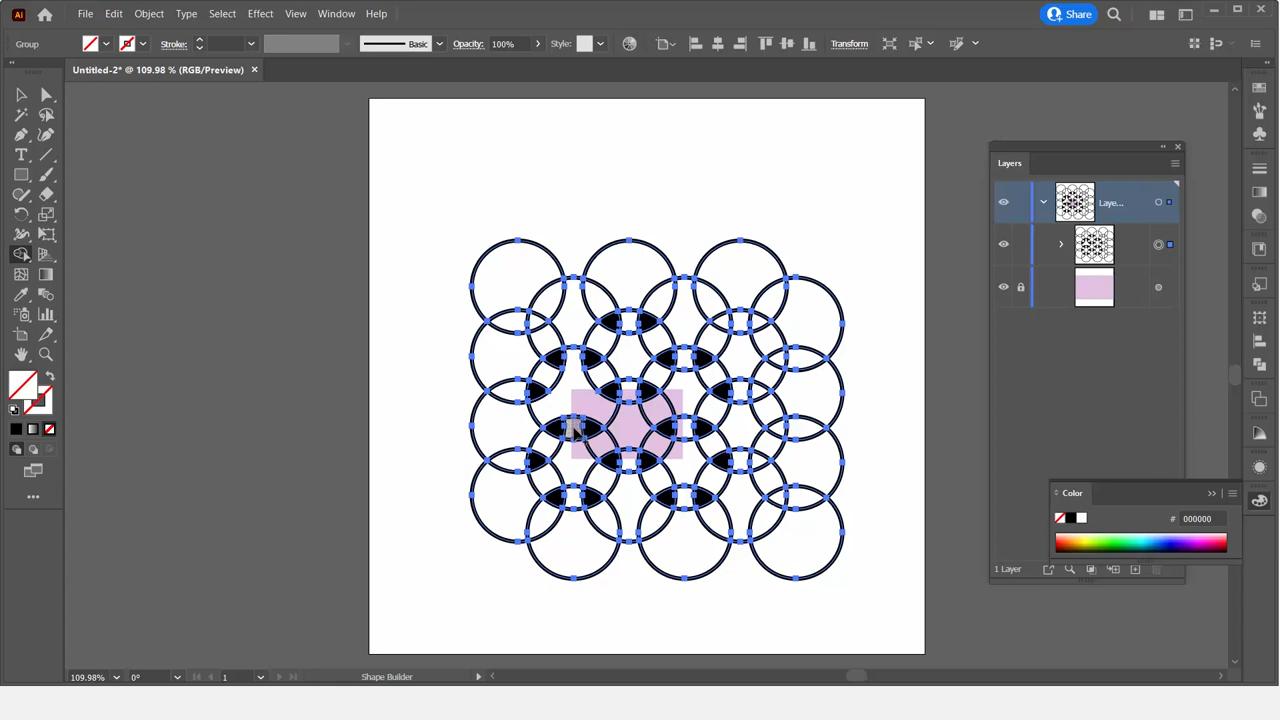 Ai File Edit Object Type Select Effect View Window Help Share
Group Stroke: Basic Opacity: 100% Style: Transform
Untitled-2* @ 109.98 % (RGB/Preview)
Layers
Laye...
Color
# 000000
1 Layer
109.98% 0° 1 Shape Builder